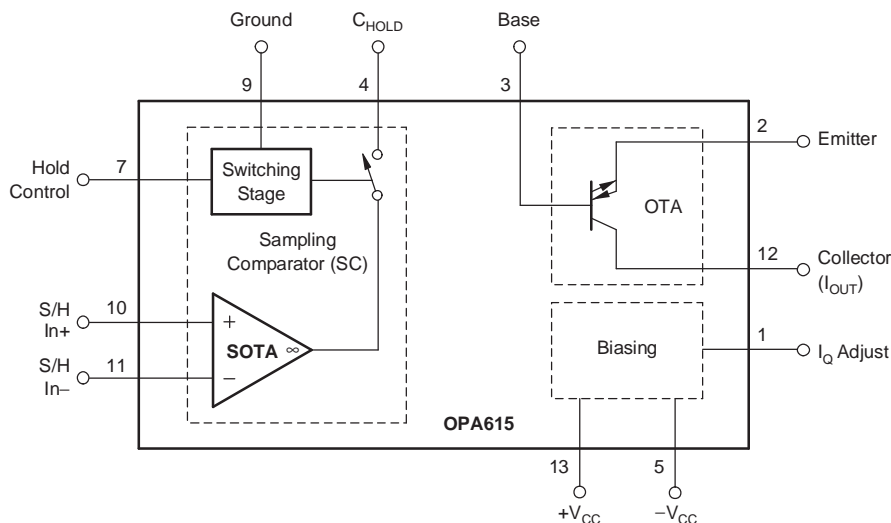 Ground
C_HOLD
Base
9
4
3
2
Emitter
Hold
Control
7
Switching
Stage
OTA
Sampling
Comparator (SC)
12
Collector
(I_OUT)
S/H
In+
10
+
SOTA ∞
S/H
In−
11
−
Biasing
1
I_Q Adjust
OPA615
13
5
+V_CC
−V_CC